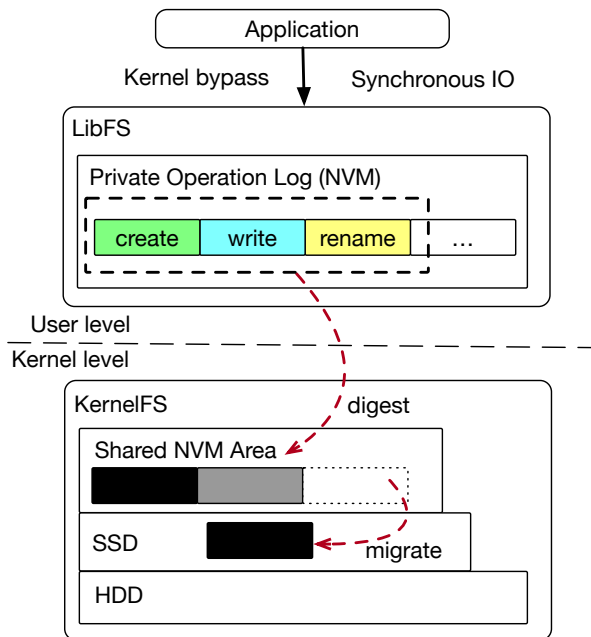 Application
Kernel bypass
Synchronous IO
LibFS
Private Operation Log (NVM)
create write rename ...
User level
Kernel level
KernelFS
digest
Shared NVM Area
SSD
migrate
HDD